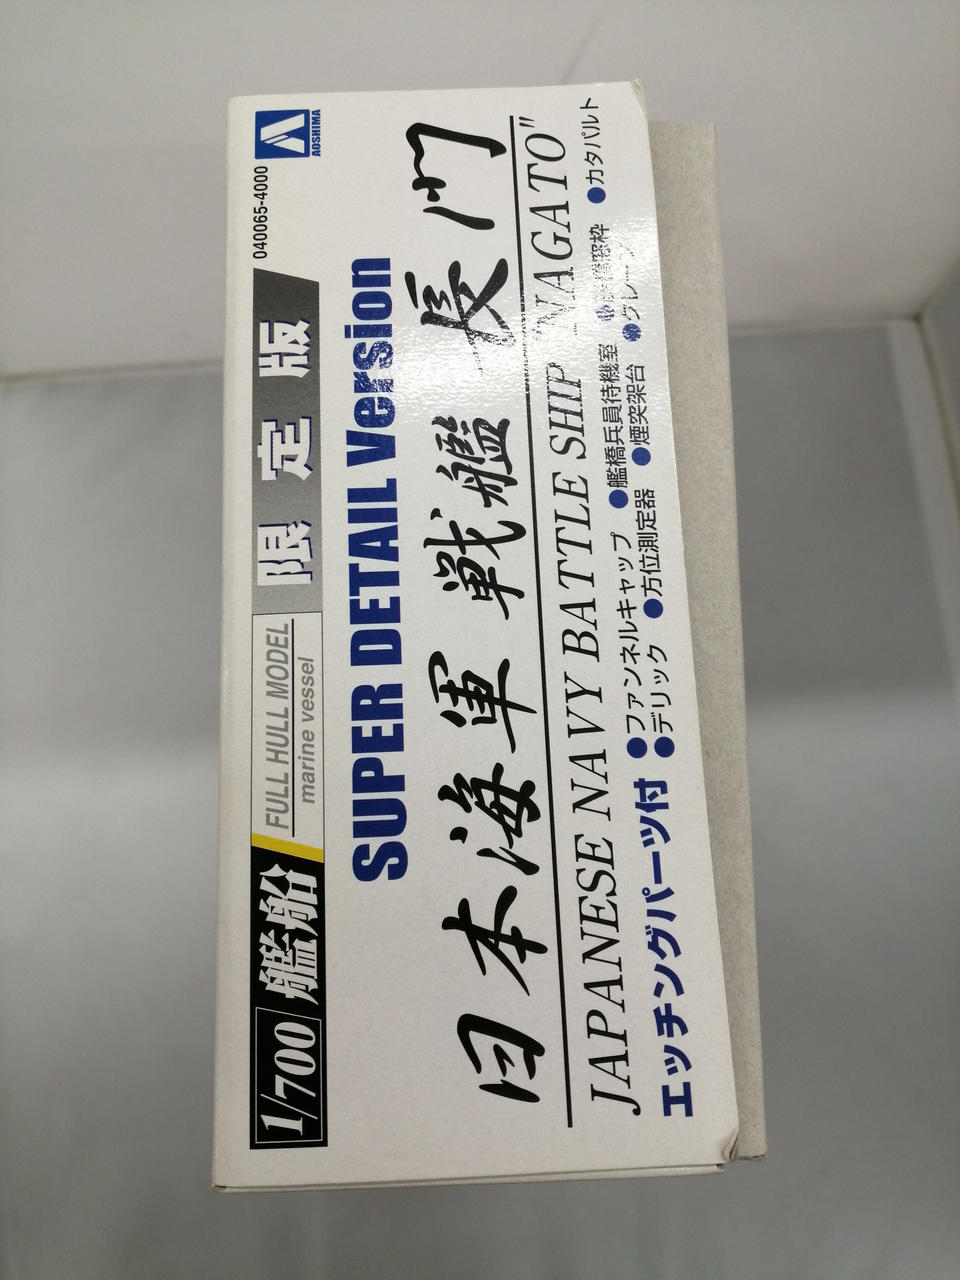 1/700 艦船 FULL HULL MODEL 限定版 040065-4000
marine vessel
AOSHIMA
SUPER DETAIL Version
日本海軍戦艦 長門
JAPANESE NAVY BATTLE SHIP "NAGATO"
エッチングパーツ付
●ファンネルキャップ ●艦橋兵員待機室 ●艦橋窓枠 ●カタパルト
●デリック ●方位測定器 ●煙突架台 ●クレーン